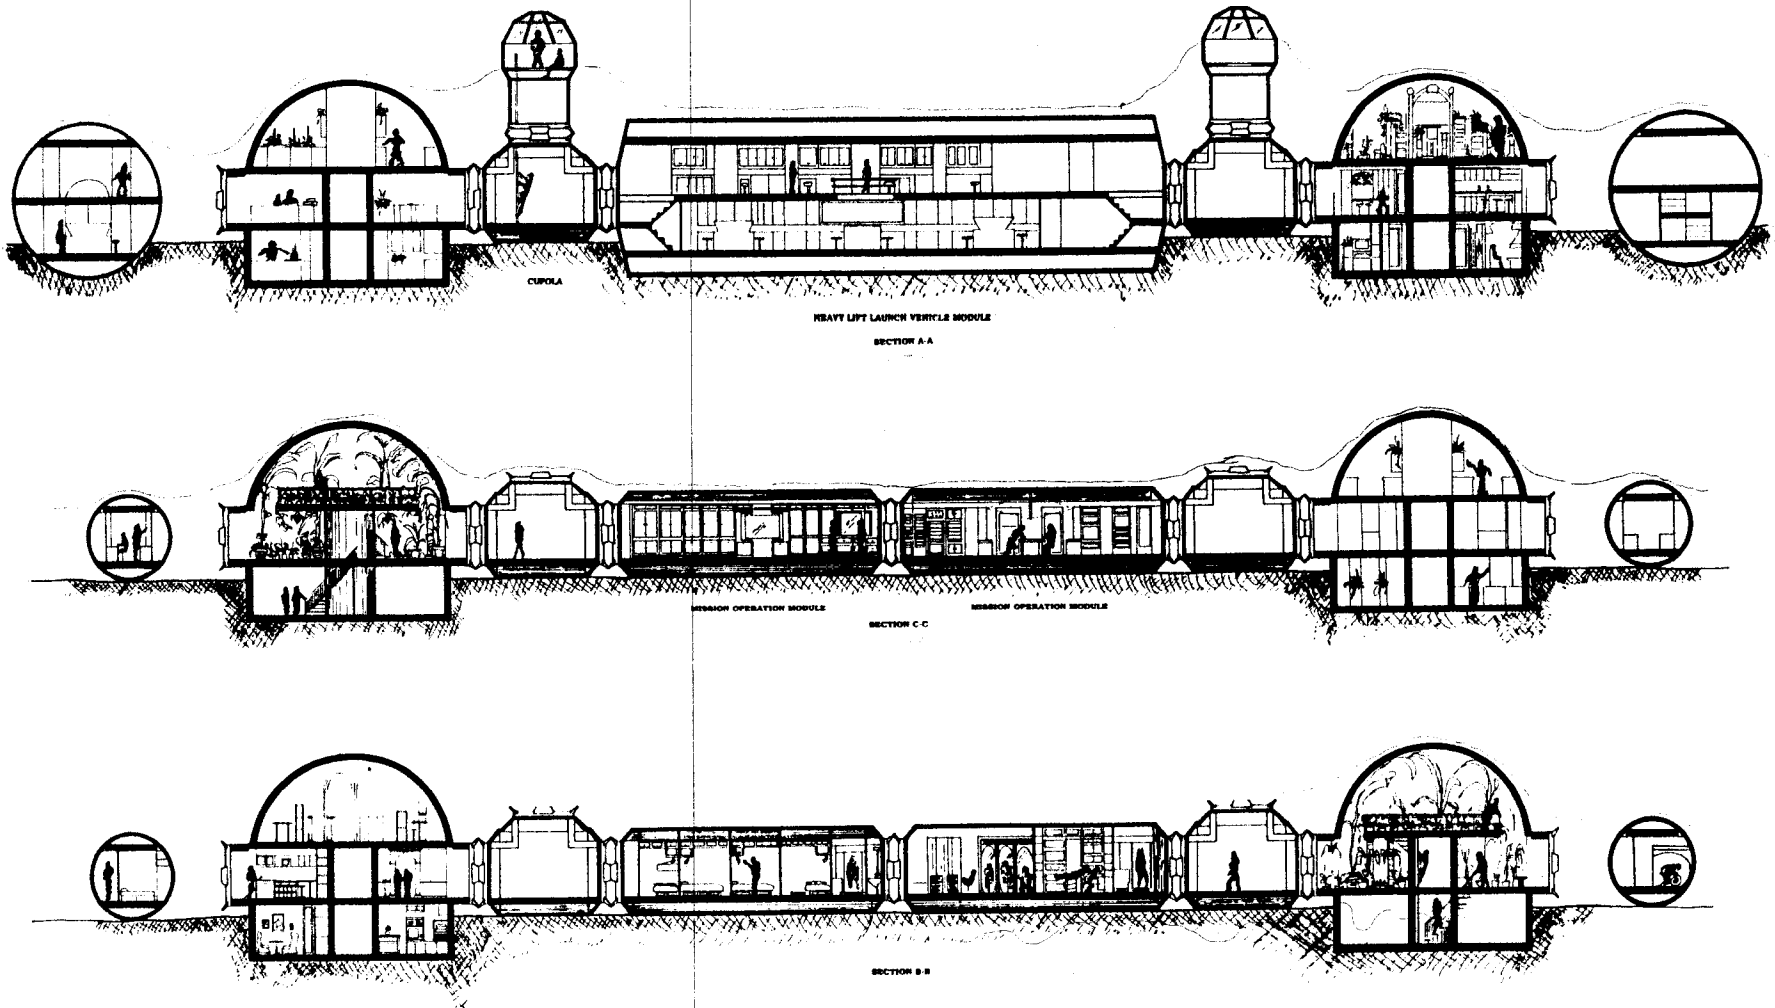 CUPOLA
HEAVY LIFT LAUNCH VEHICLE MODULE
SECTION A-A
MISSION OPERATION MODULE
MISSION OPERATION MODULE
SECTION C-C
SECTION B-B